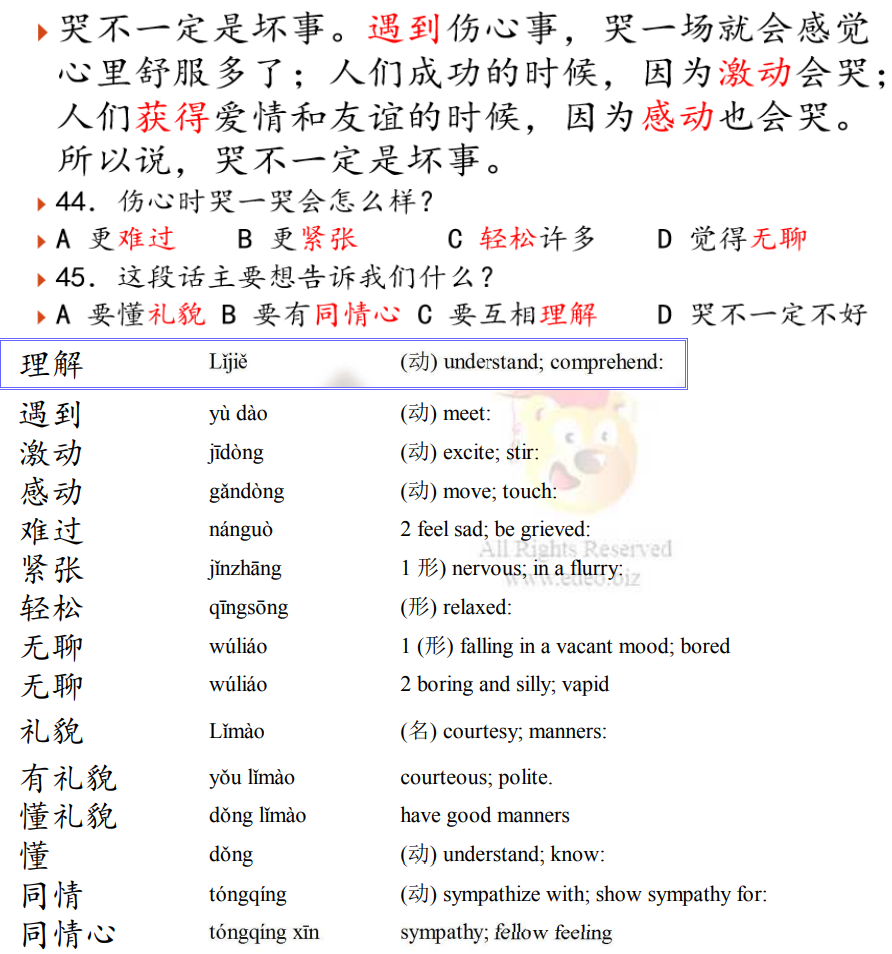 哭不一定是坏事。遇到伤心事，哭一场就会感觉
心里舒服多了；人们成功的时候，因为激动会哭；
人们获得爱情和友谊的时候，因为感动也会哭。
所以说，哭不一定是坏事。
44．伤心时哭一哭会怎么样？
A 更难过 B 更紧张 C 轻松许多 D 觉得无聊
45．这段话主要想告诉我们什么？
A 要懂礼貌 B 要有同情心 C 要互相理解 D 哭不一定不好
理解 Lǐjiě (动) understand; comprehend:
遇到 yù dào (动) meet:
激动 jīdòng (动) excite; stir:
感动 gǎndòng (动) move; touch:
难过 nánguò 2 feel sad; be grieved:
All Rights Reserved
紧张 jǐnzhāng 1 形) nervous; in a flurry:
www.edeo.biz
轻松 qīngsōng (形) relaxed:
无聊 wúliáo 1 (形) falling in a vacant mood; bored
无聊 wúliáo 2 boring and silly; vapid
礼貌 Lǐmào (名) courtesy; manners:
有礼貌 yǒu lǐmào courteous; polite.
懂礼貌 dǒng lǐmào have good manners
懂 dǒng (动) understand; know:
同情 tóngqíng (动) sympathize with; show sympathy for:
同情心 tóngqíng xīn sympathy; fellow feeling